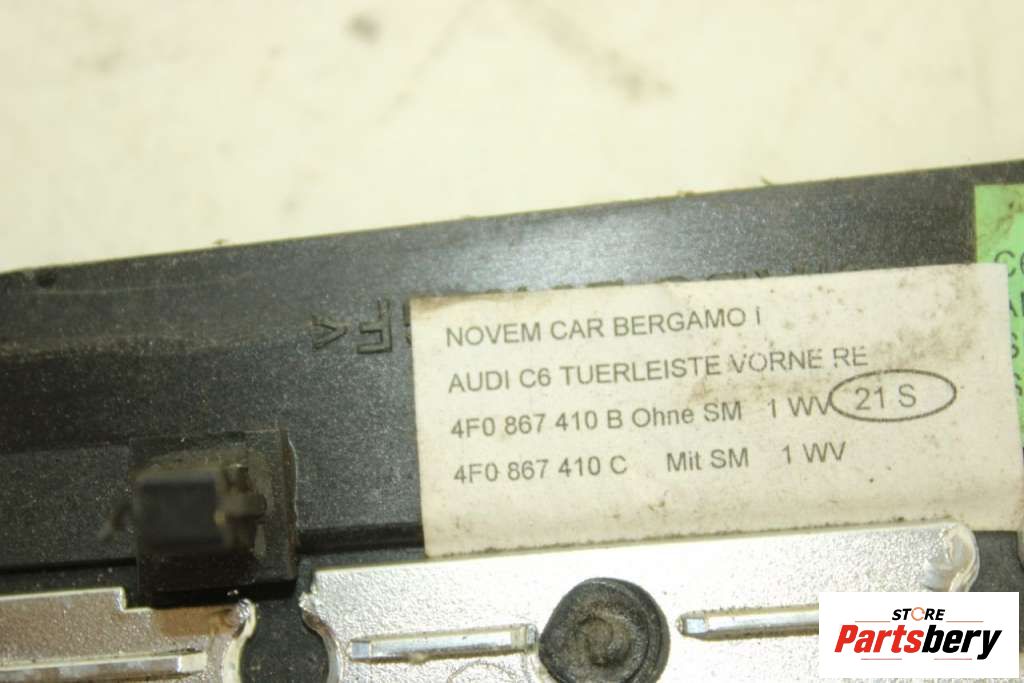 NOVEM CAR BERGAMO I
AUDI C6 TUERLEISTE VORNE RE
4F0 867 410 B Ohne SM 1 WV 21 S
4F0 867 410 C Mit SM 1 WV
STORE
Partsbery